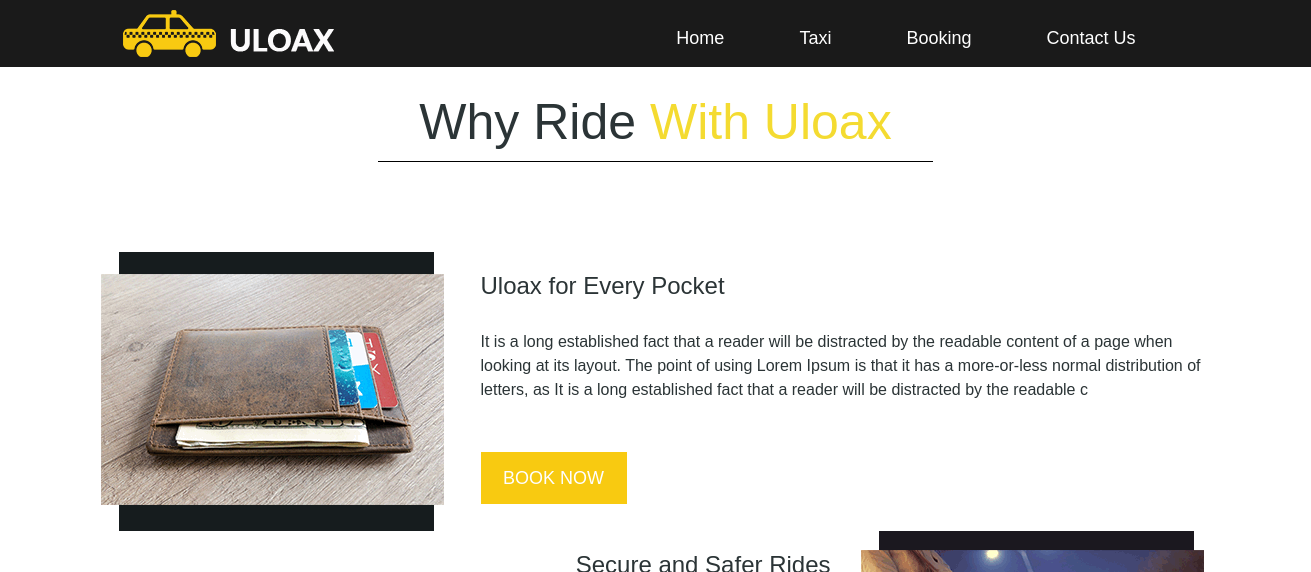 ULOAX
Home
Taxi
Booking
Contact Us
Why Ride With Uloax
Uloax for Every Pocket
It is a long established fact that a reader will be distracted by the readable content of a page when
looking at its layout. The point of using Lorem Ipsum is that it has a more-or-less normal distribution of
letters, as It is a long established fact that a reader will be distracted by the readable c
BOOK NOW
Secure and Safer Rides